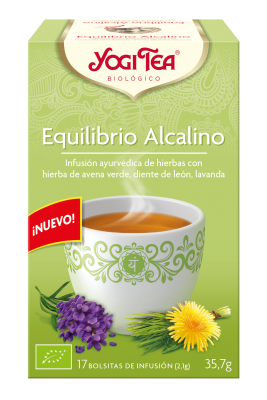 YOGI TEA®
BIOLÓGICO
Equilibrio Alcalino
Infusión ayurvédica de hierbas con
hierba de avena verde, diente de león, lavanda
¡NUEVO!
17 BOLSITAS DE INFUSIÓN (2,1g) 35,7g